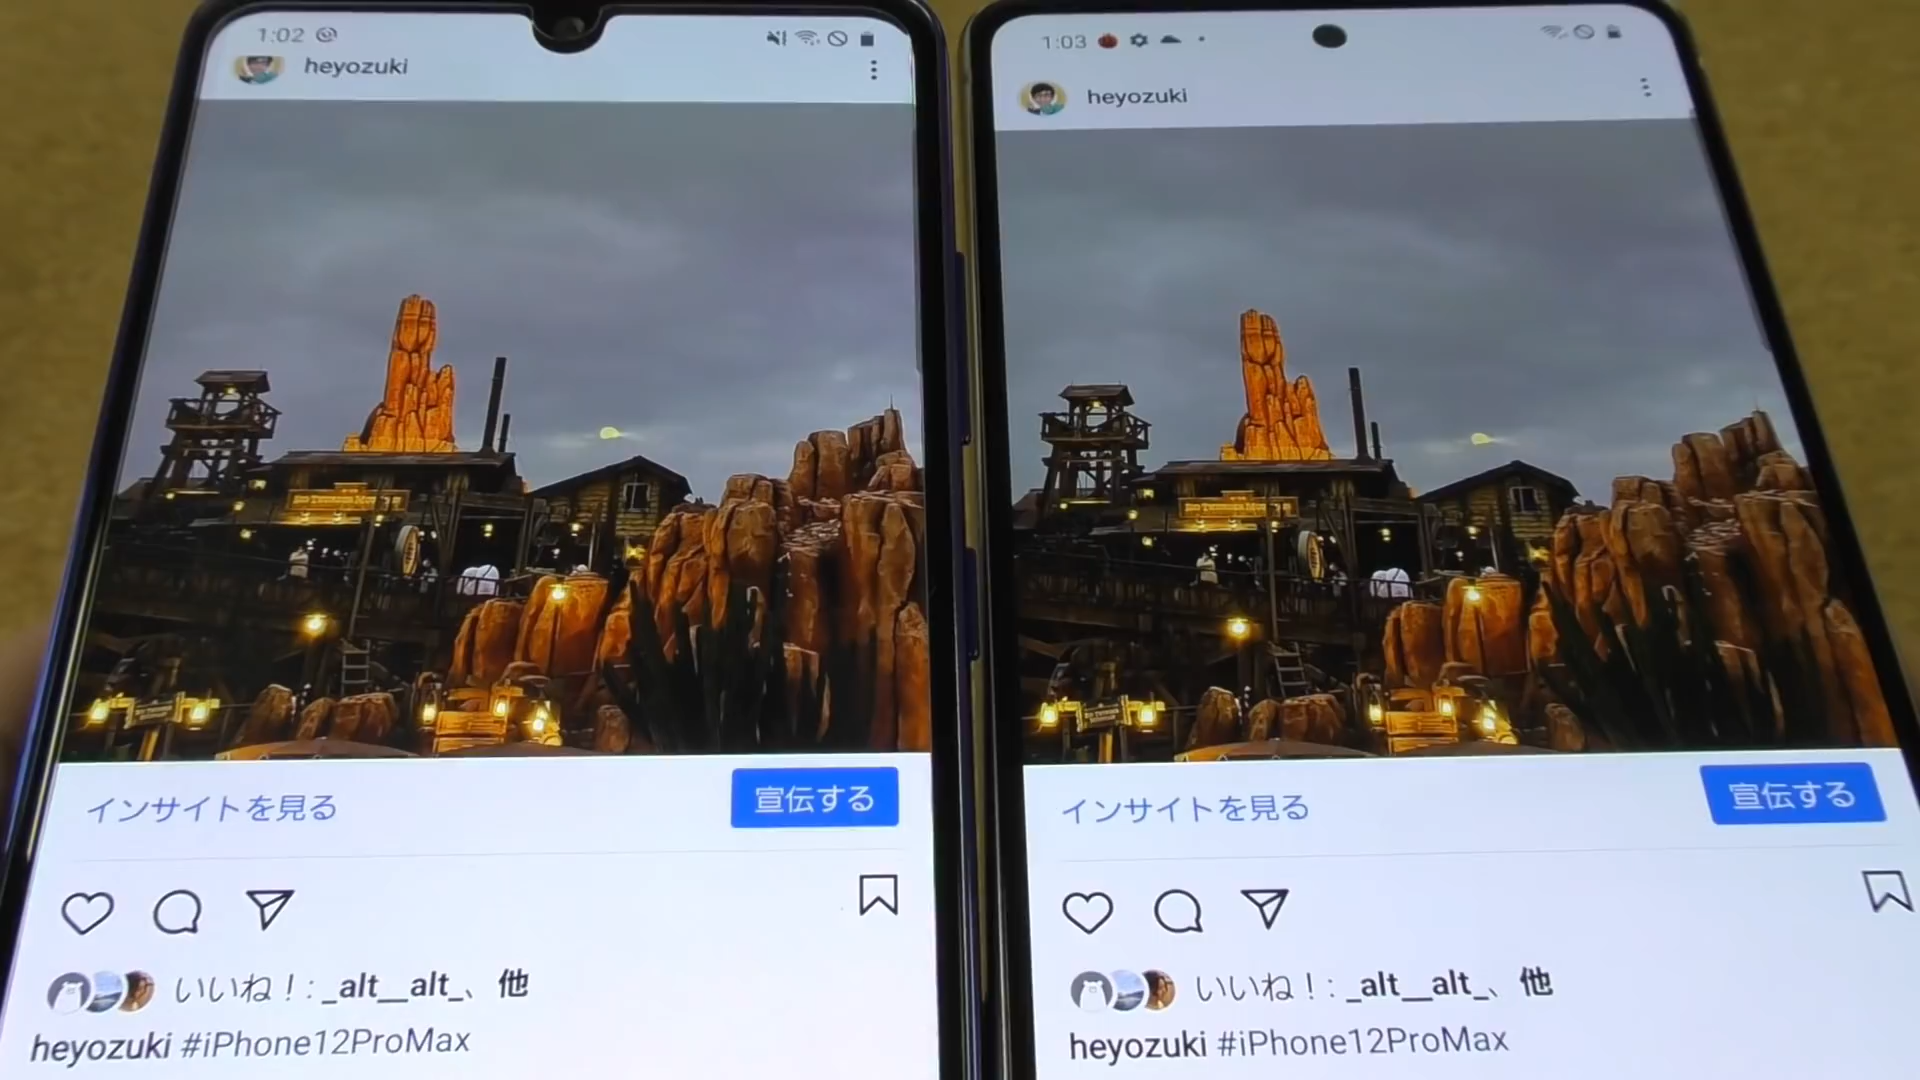 1:02
heyozuki
インサイトを見る
宣伝する
いいね！: _alt__alt_、他
heyozuki #iPhone12ProMax
1:03
heyozuki
インサイトを見る
宣伝する
いいね！: _alt__alt_、他
heyozuki #iPhone12ProMax